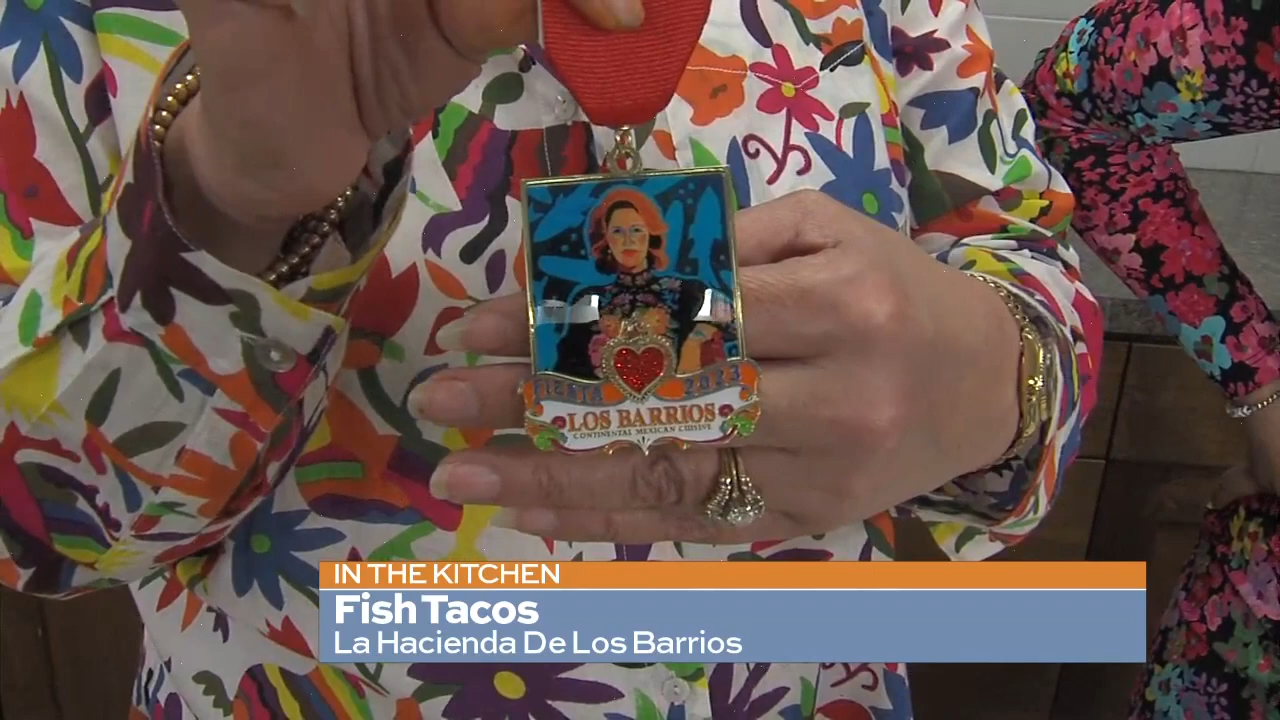 FIESTA 2023
LOS BARRIOS
CONTINENTAL MEXICAN CUISINE
IN THE KITCHEN
Fish Tacos
La Hacienda De Los Barrios